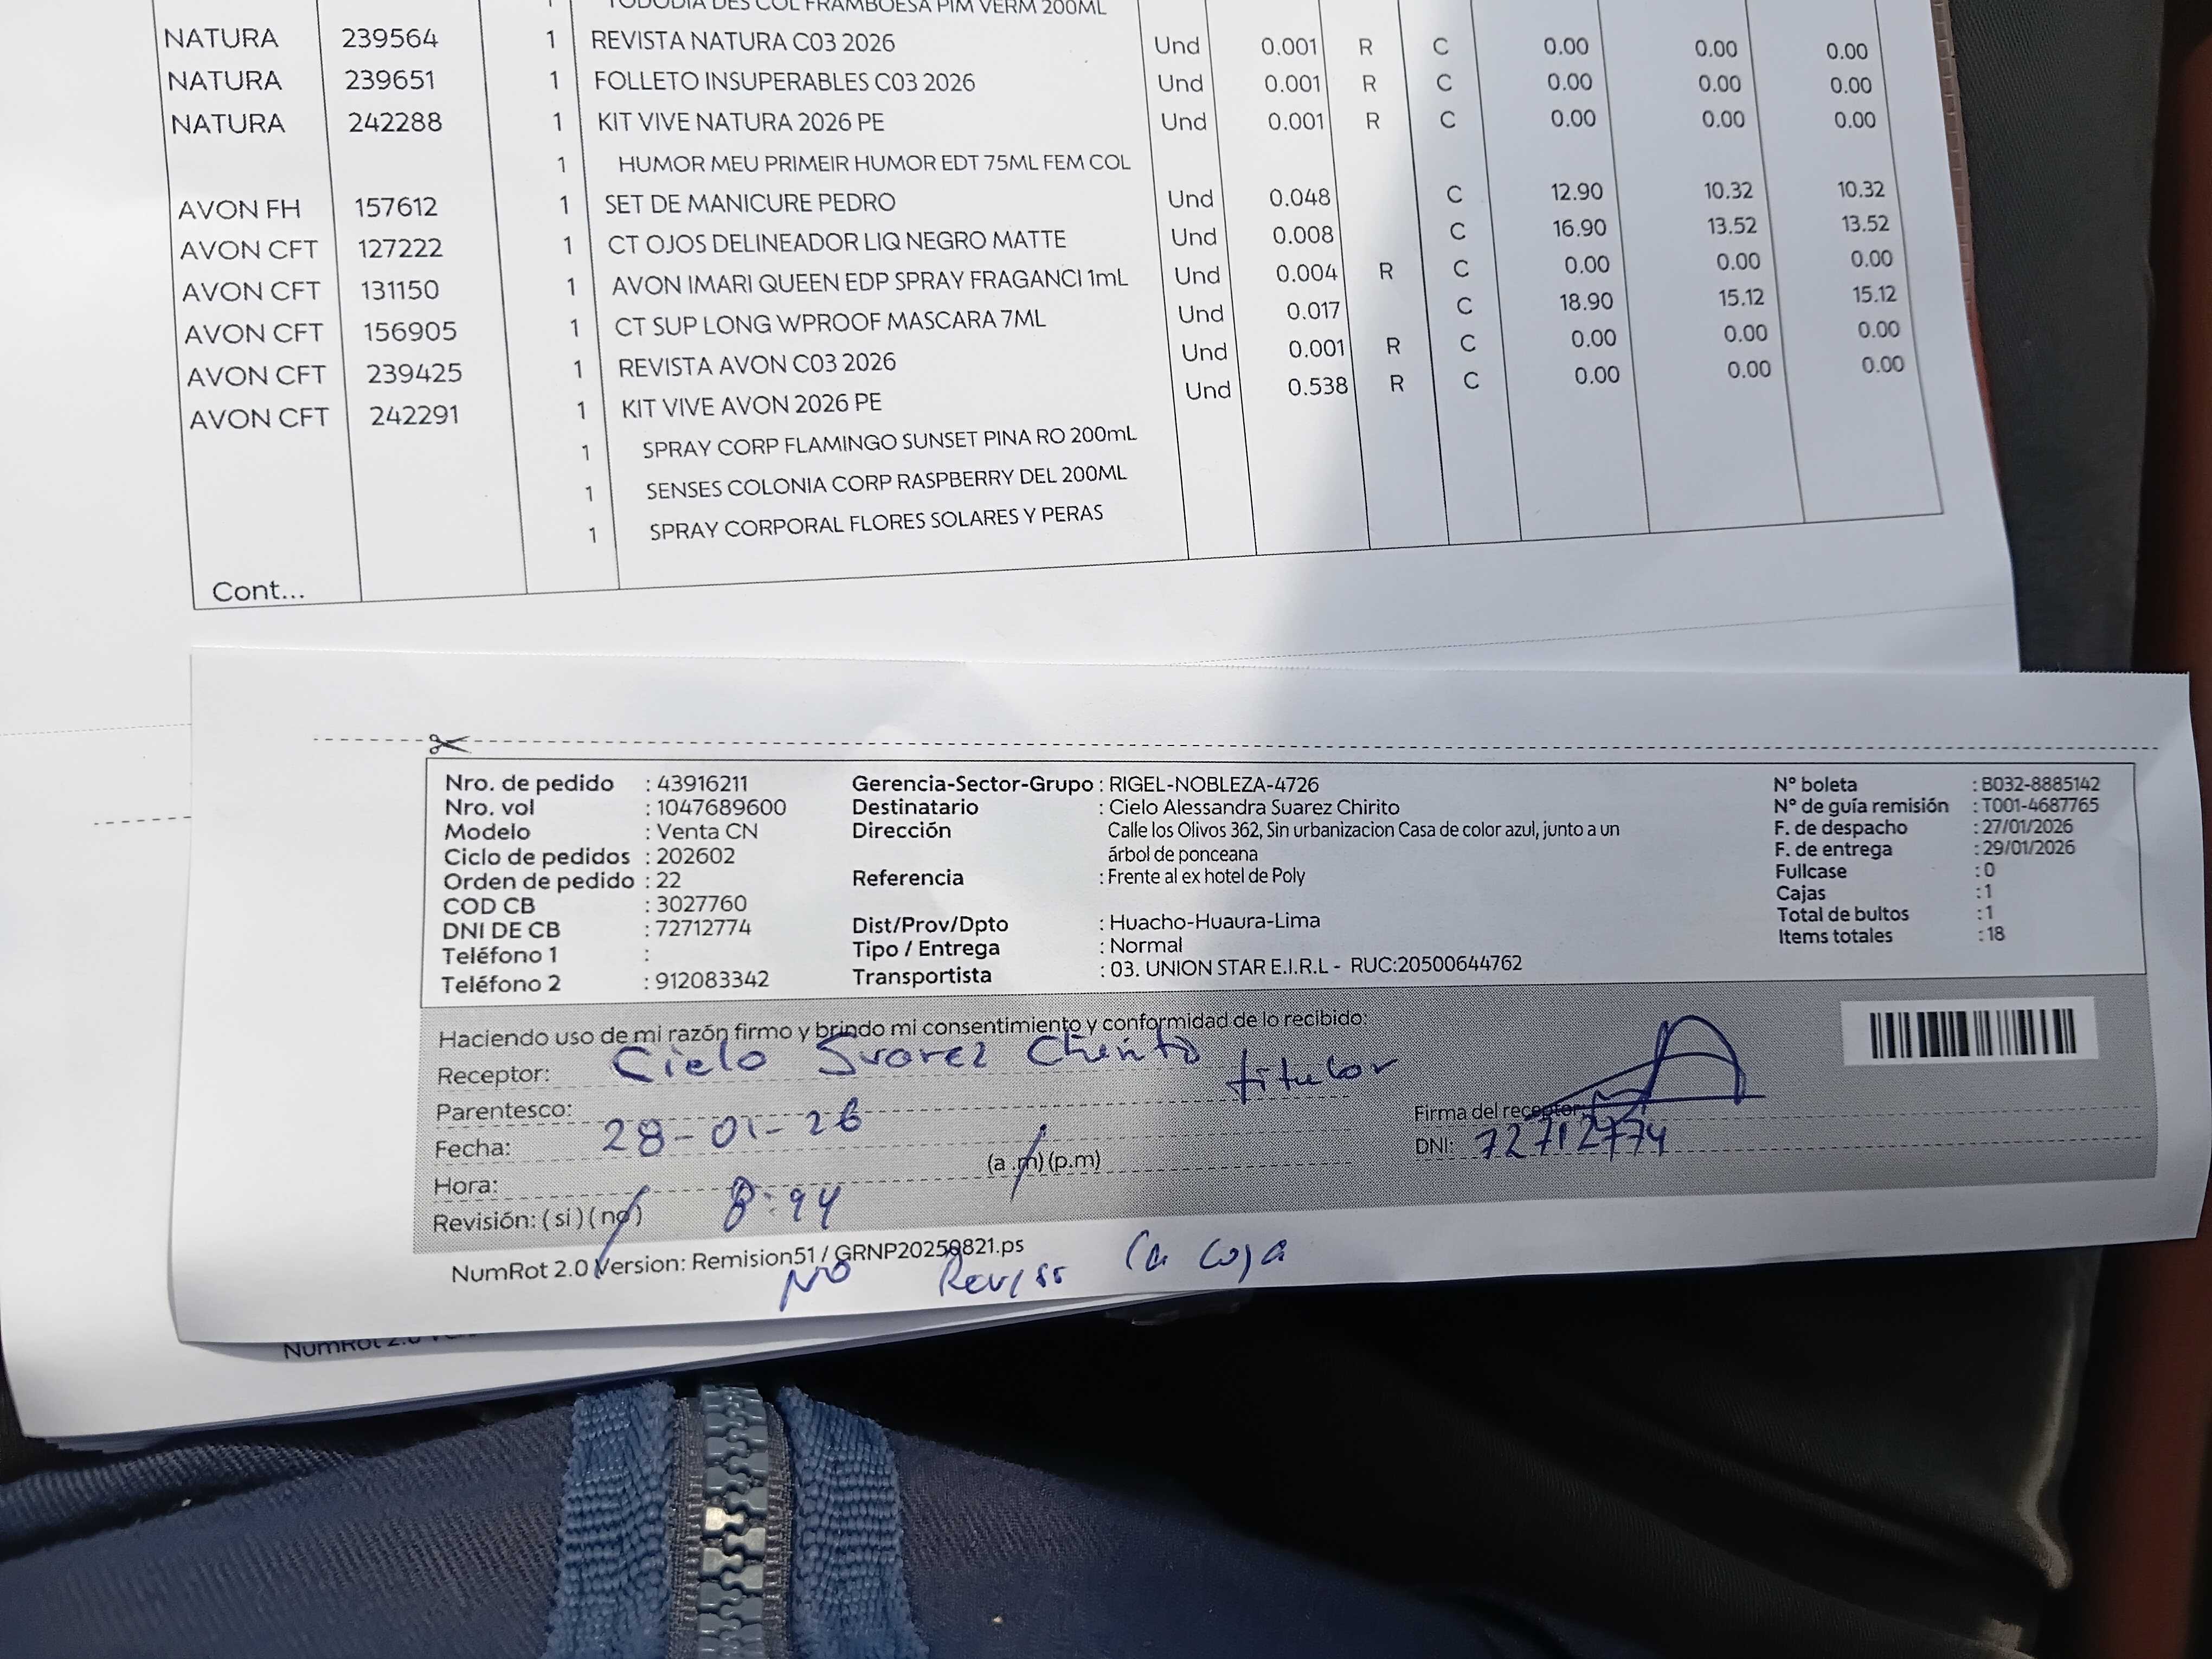 1 TODODIA DES COL FRAMBOESA PIM VERM 200ML
NATURA 239564 1 REVISTA NATURA C03 2026 Und 0.001 R C 0.00 0.00 0.00
NATURA 239651 1 FOLLETO INSUPERABLES C03 2026 Und 0.001 R C 0.00 0.00 0.00
NATURA 242288 1 KIT VIVE NATURA 2026 PE Und 0.001 R C 0.00 0.00 0.00
1 HUMOR MEU PRIMEIR HUMOR EDT 75ML FEM COL
AVON FH 157612 1 SET DE MANICURE PEDRO Und 0.048 C 12.90 10.32 10.32
AVON CFT 127222 1 CT OJOS DELINEADOR LIQ NEGRO MATTE Und 0.008 C 16.90 13.52 13.52
AVON CFT 131150 1 AVON IMARI QUEEN EDP SPRAY FRAGANCI 1mL Und 0.004 R C 0.00 0.00 0.00
AVON CFT 156905 1 CT SUP LONG WPROOF MASCARA 7ML Und 0.017 C 18.90 15.12 15.12
AVON CFT 239425 1 REVISTA AVON C03 2026 Und 0.001 R C 0.00 0.00 0.00
AVON CFT 242291 1 KIT VIVE AVON 2026 PE Und 0.538 R C 0.00 0.00 0.00
1 SPRAY CORP FLAMINGO SUNSET PINA RO 200mL
1 SENSES COLONIA CORP RASPBERRY DEL 200ML
1 SPRAY CORPORAL FLORES SOLARES Y PERAS
Cont...
Nro. de pedido : 43916211 Gerencia-Sector-Grupo : RIGEL-NOBLEZA-4726 N° boleta : B032-8885142
Nro. vol : 1047689600 Destinatario : Cielo Alessandra Suarez Chirito N° de guía remisión : T001-4687765
Modelo : Venta CN Dirección Calle los Olivos 362, Sin urbanizacion Casa de color azul, junto a un F. de despacho : 27/01/2026
Ciclo de pedidos : 202602 árbol de ponceana F. de entrega : 29/01/2026
Orden de pedido : 22 Referencia : Frente al ex hotel de Poly Fullcase : 0
COD CB : 3027760 Cajas : 1
DNI DE CB : 72712774 Dist/Prov/Dpto : Huacho-Huaura-Lima Total de bultos : 1
Teléfono 1 : Tipo / Entrega : Normal Items totales : 18
Teléfono 2 : 912083342 Transportista : 03. UNION STAR E.I.R.L - RUC:20500644762
Haciendo uso de mi razón firmo y brindo mi consentimiento y conformidad de lo recibido:
Receptor: Cielo Suarez Chirito
Parentesco: titular Firma del receptor:
Fecha: 28-01-26 DNI: 72712774
Hora: (a.m)(p.m)
Revisión: (si)(no) 8:44
NumRot 2.0 Version: Remision51 / GRNP20250821.ps
No Reviso la caja
NumRot 2.0